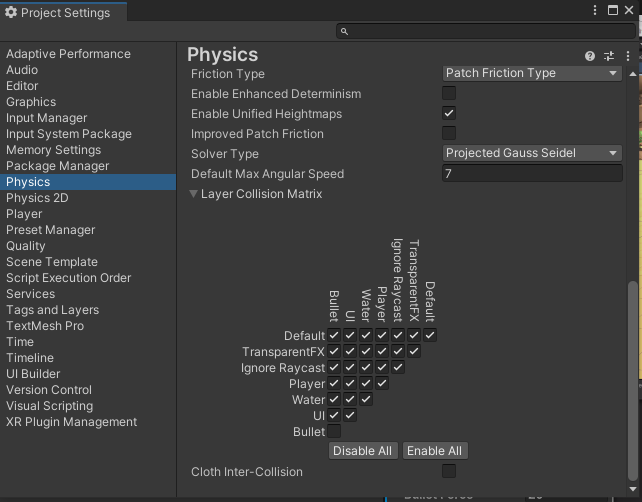 Project Settings
Adaptive Performance
Audio
Editor
Graphics
Input Manager
Input System Package
Memory Settings
Package Manager
Physics
Physics 2D
Player
Preset Manager
Quality
Scene Template
Script Execution Order
Services
Tags and Layers
TextMesh Pro
Time
Timeline
UI Builder
Version Control
Visual Scripting
XR Plugin Management
Physics
Friction Type Patch Friction Type
Enable Enhanced Determinism
Enable Unified Heightmaps
Improved Patch Friction
Solver Type Projected Gauss Seidel
Default Max Angular Speed 7
Layer Collision Matrix
Bullet
UI
Water
Player
Ignore Raycast
TransparentFX
Default
Default
TransparentFX
Ignore Raycast
Player
Water
UI
Bullet
Disable All Enable All
Cloth Inter-Collision